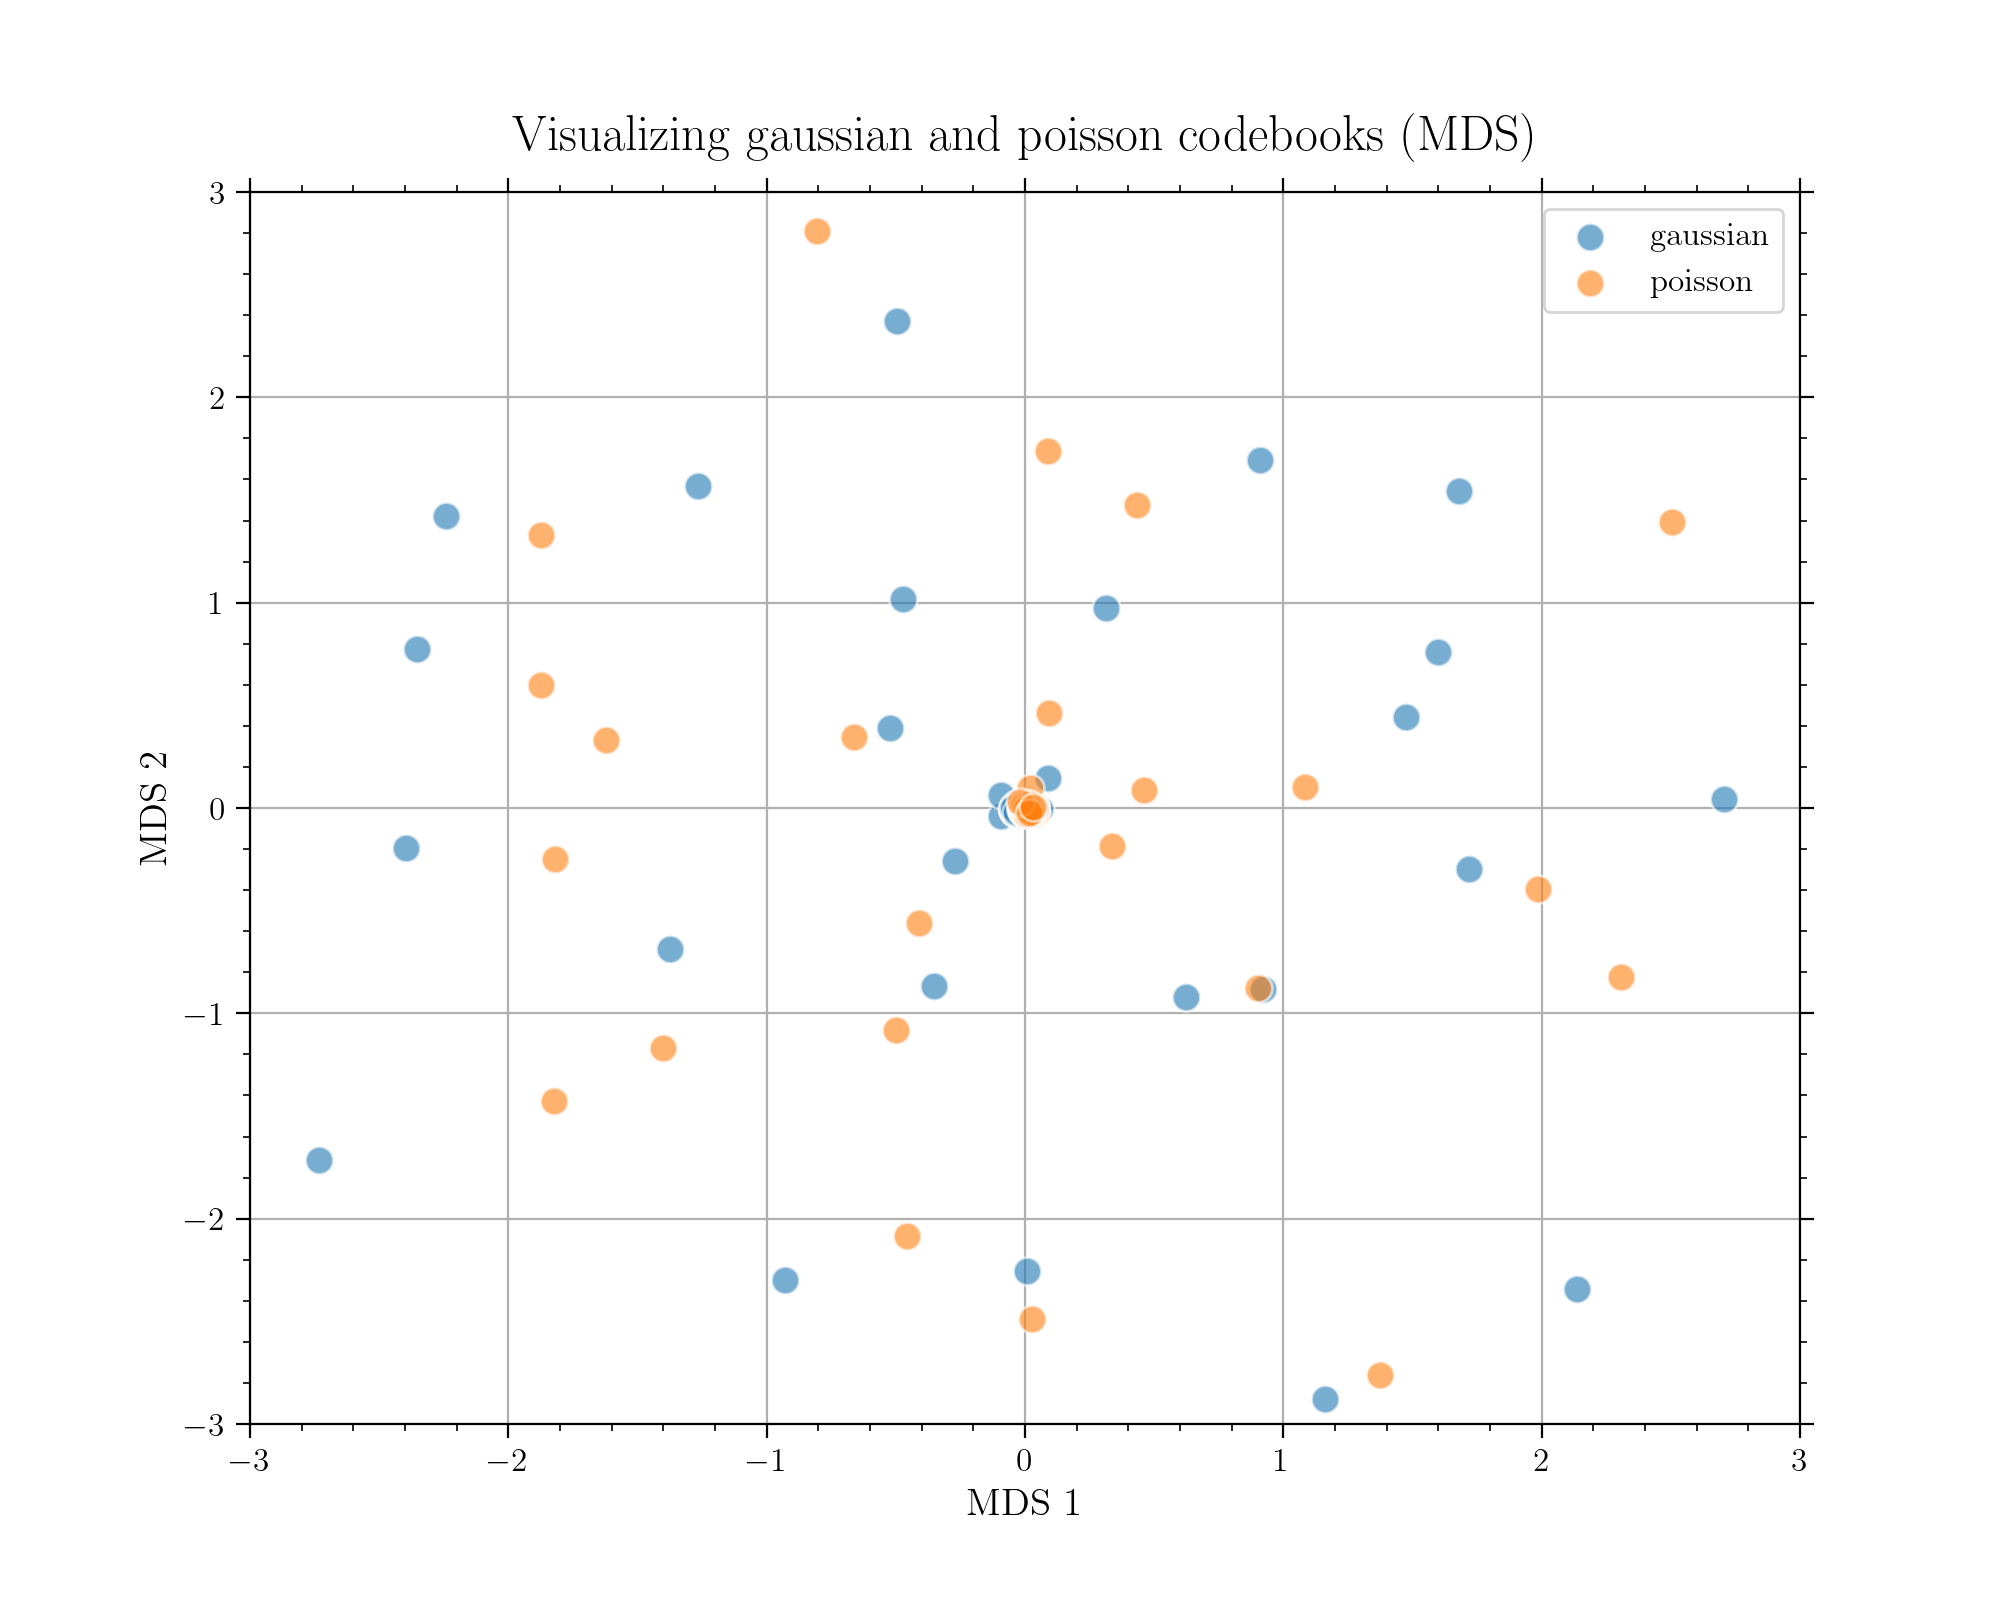 Visualizing gaussian and poisson codebooks (MDS)
3
gaussian
poisson
2
1
MDS 2
0
−1
−2
−3
−3 −2 −1 0 1 2 3
MDS 1